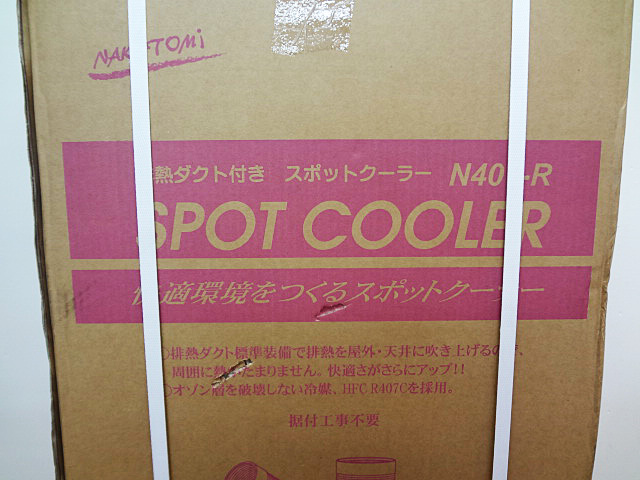 NAKATOMI
熱ダクト付き スポットクーラー N40 -R
SPOT COOLER
快適環境をつくるスポットクーラー
○排熱ダクト標準装備で排熱を屋外・天井に吹き上げるの 、
周囲に熱 たまりません。快適さがさらにアップ!!
○オゾン層を破壊しない冷媒、HFC R407Cを採用。
据付工事不要